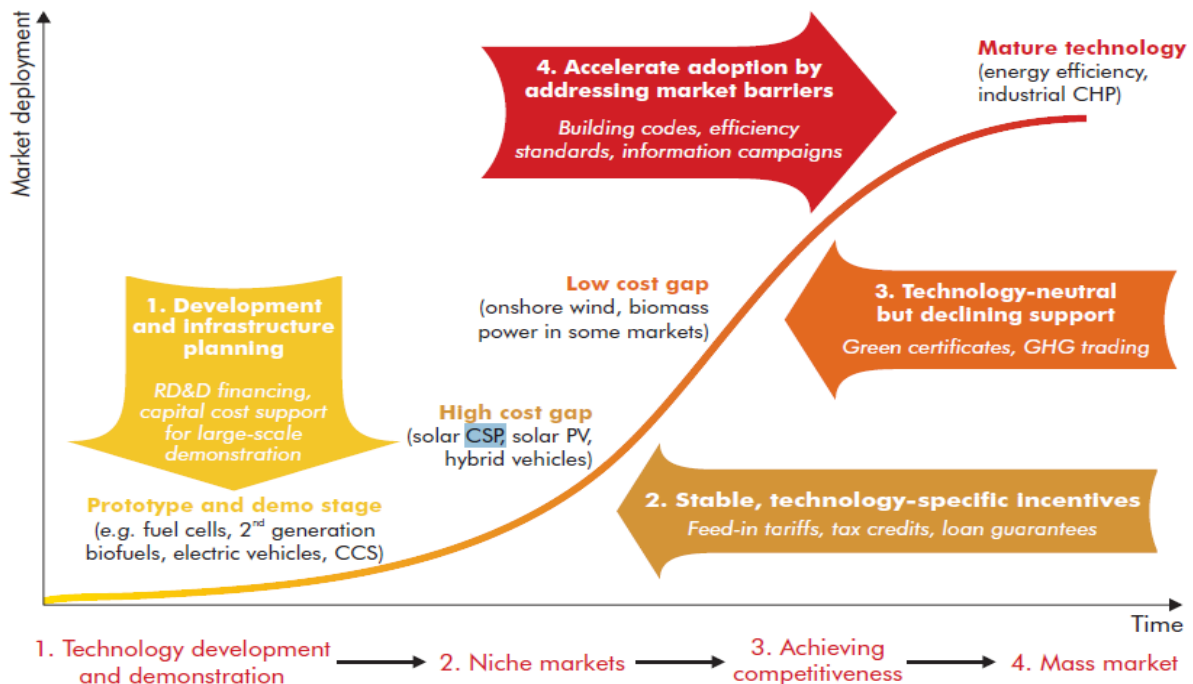 Market deployment
4. Accelerate adoption by
addressing market barriers
Building codes, efficiency
standards, information campaigns
Mature technology
(energy efficiency,
industrial CHP)
1. Development
and infrastructure
planning
RD&D financing,
capital cost support
for large-scale
demonstration
Low cost gap
(onshore wind, biomass
power in some markets)
3. Technology-neutral
but declining support
Green certificates, GHG trading
High cost gap
(solar CSP, solar PV,
hybrid vehicles)
2. Stable, technology-specific incentives
Feed-in tariffs, tax credits, loan guarantees
Prototype and demo stage
(e.g. fuel cells, 2nd generation
biofuels, electric vehicles, CCS)
Time
1. Technology development
and demonstration
2. Niche markets
3. Achieving
competitiveness
4. Mass market